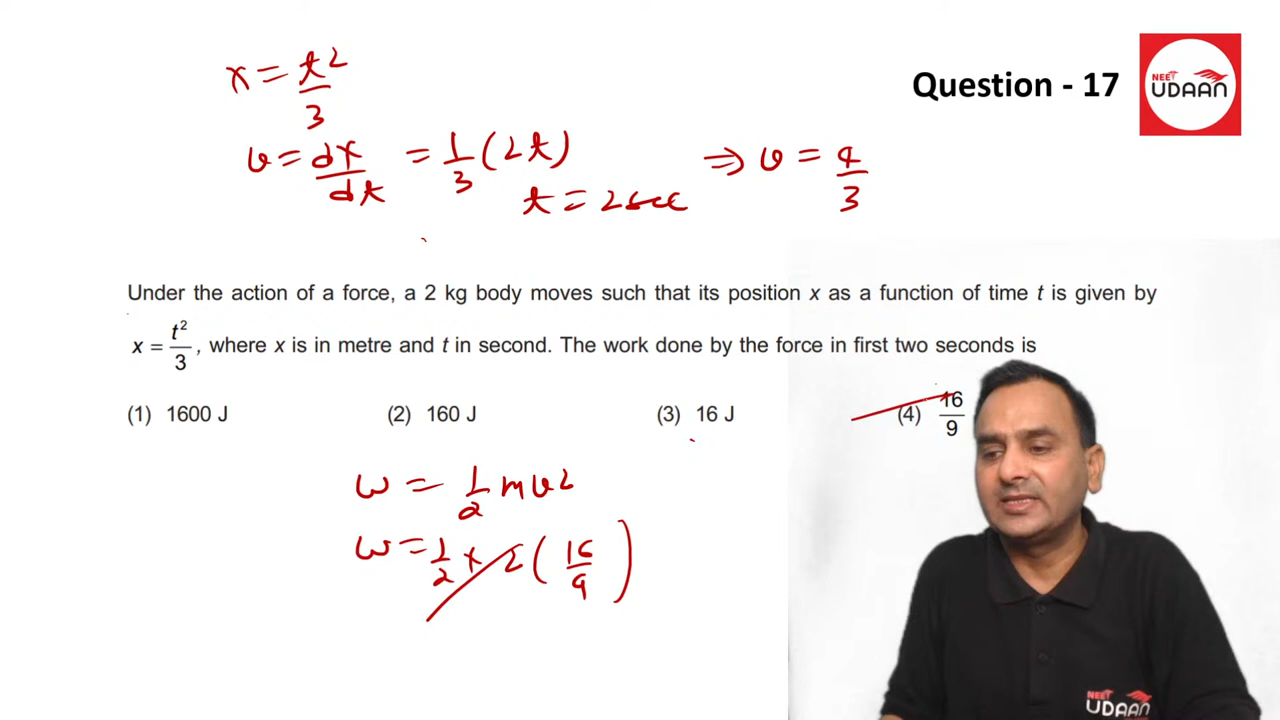 x = t2/3
Question - 17
NEET
UDAAN
v = dx/dt = 1/3 (2t) ⇒ v = 4/3
t = 2sec
Under the action of a force, a 2 kg body moves such that its position x as a function of time t is given by
x = t²/3, where x is in metre and t in second. The work done by the force in first two seconds is
(1) 1600 J (2) 160 J (3) 16 J (4) 16/9
w = 1/2 mv2
w = 1/2 x 2 (16/9)
NEET
UDAAN